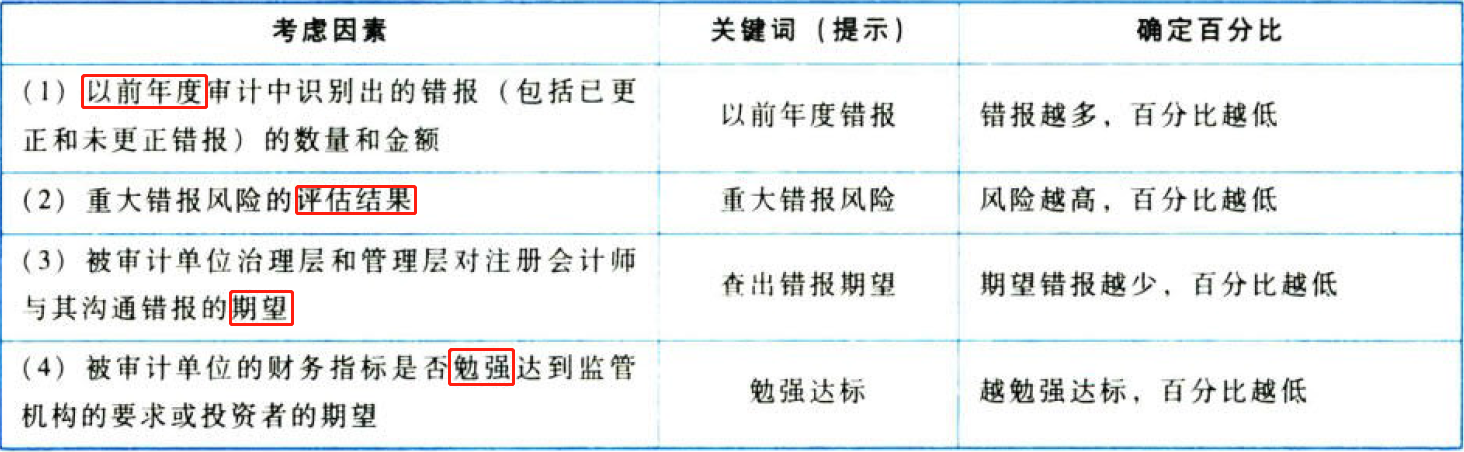 考虑因素 关键词（提示） 确定百分比
(1) 以前年度审计中识别出的错报（包括已更
正和未更正错报）的数量和金额
以前年度错报 错报越多，百分比越低
(2) 重大错报风险的评估结果 重大错报风险 风险越高，百分比越低
(3) 被审计单位治理层和管理层对注册会计师
与其沟通错报的期望
查出错报期望 期望错报越少，百分比越低
(4) 被审计单位的财务指标是否勉强达到监管
机构的要求或投资者的期望
勉强达标 越勉强达标，百分比越低